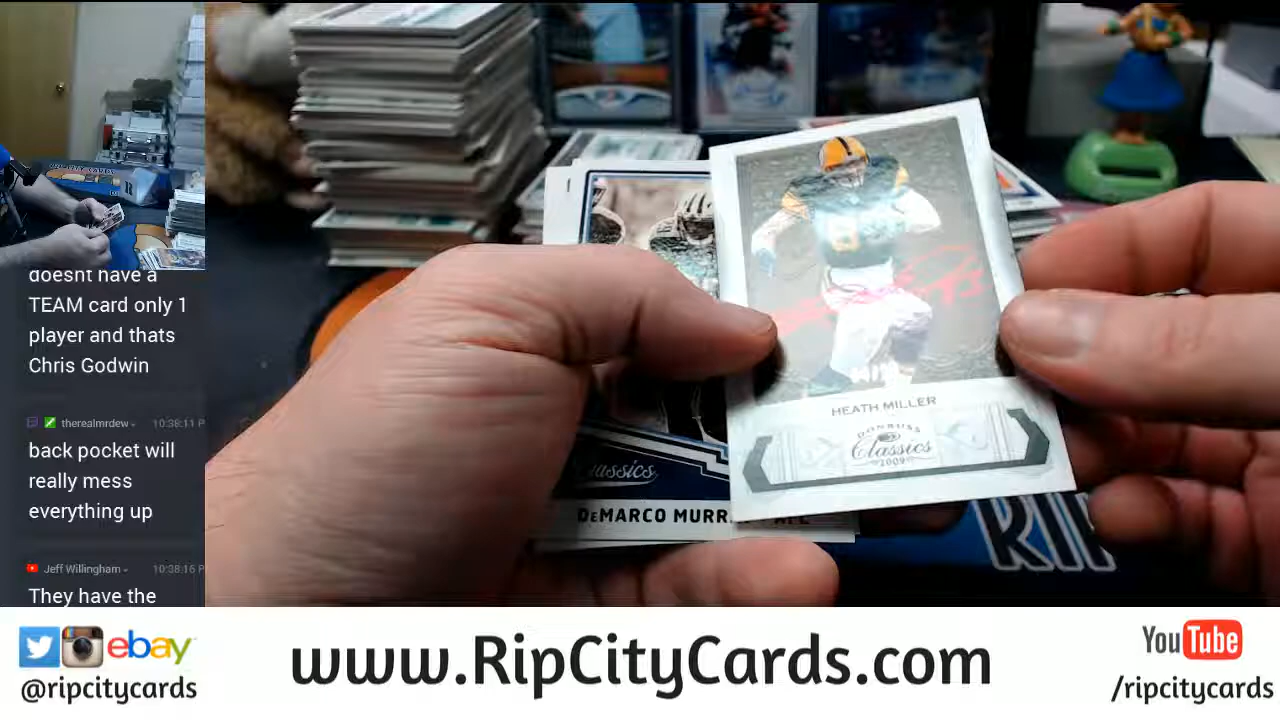 doesnt have a
TEAM card only 1
player and thats
Chris Godwin
therealmrdew
10:38:11 P
back pocket will
really mess
everything up
Jeff Willingham
10:38:16 P
They have the
HEATH MILLER
DONRUSS
Classics
2009
Classics
DEMARCO MURR
RIP
ebay
@ripcitycards
www.RipCityCards.com
YouTube
/ripcitycards